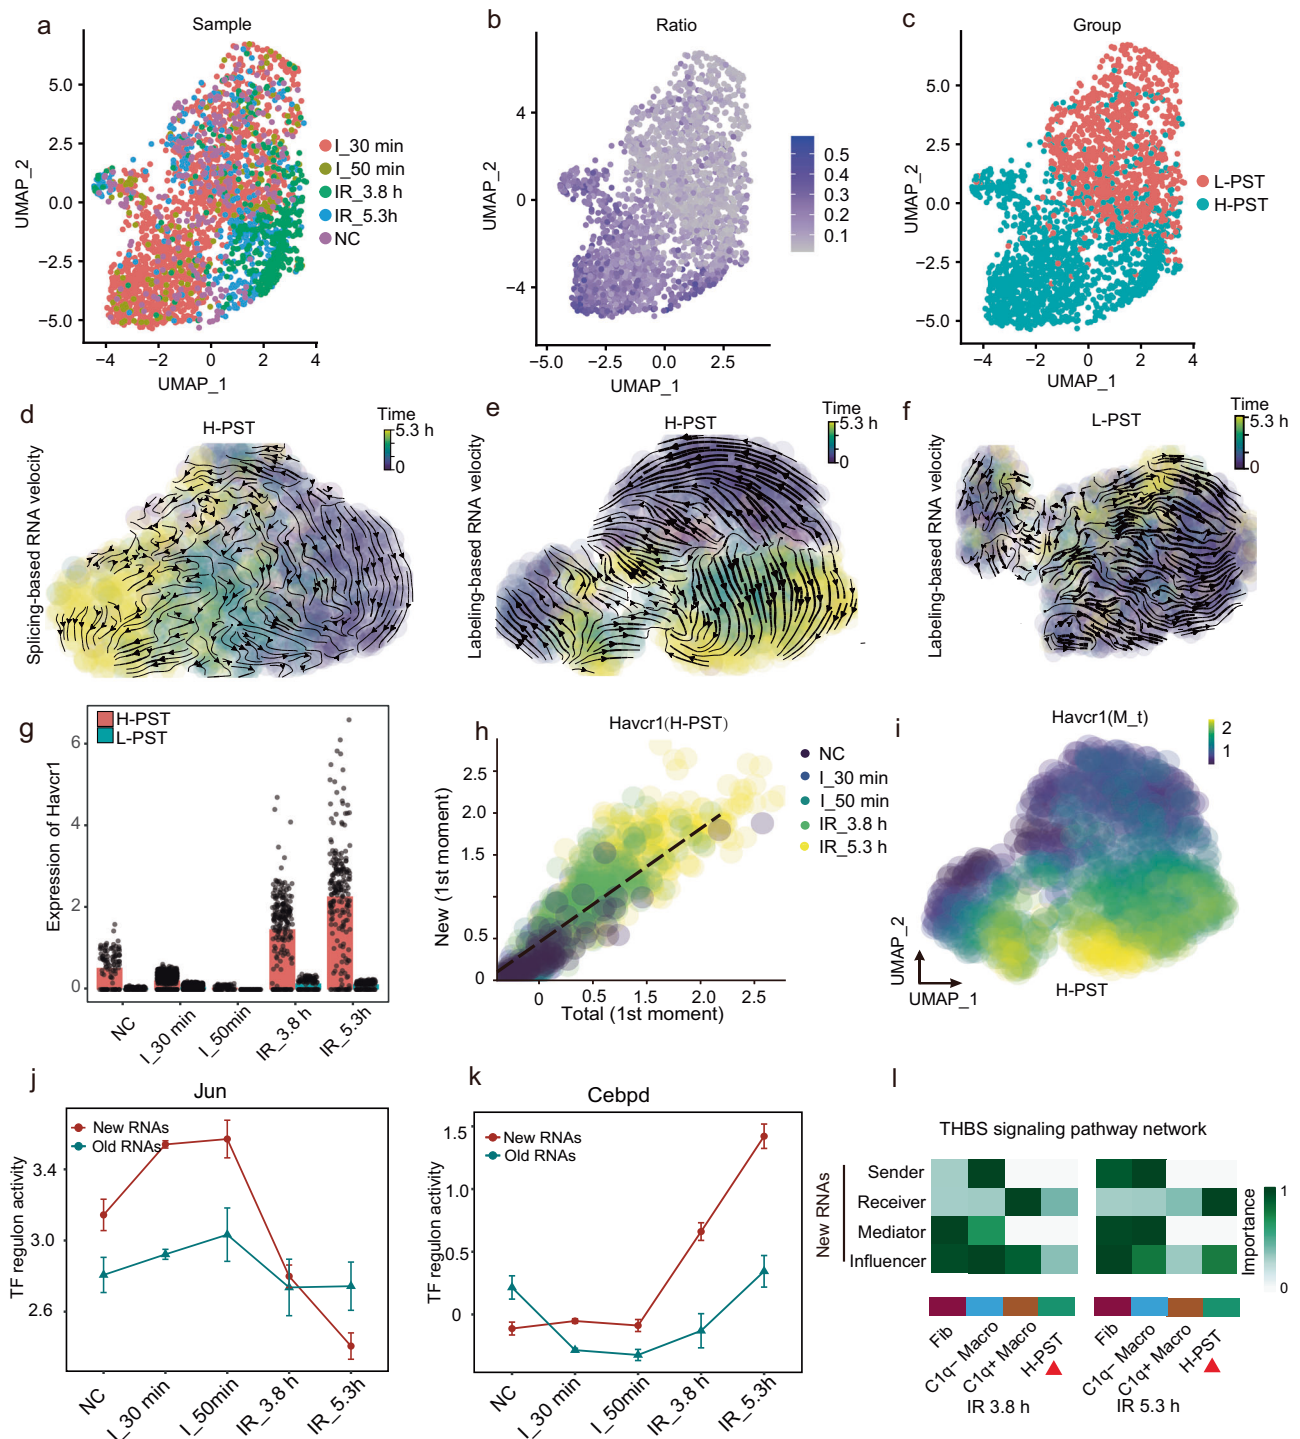 a
Sample
5.0
2.5
0.0
−2.5
−5.0
UMAP_2
−4
−2
0
2
4
UMAP_1
I_30 min
I_50 min
IR_3.8 h
IR_5.3h
NC
b
Ratio
4
0
−4
UMAP_2
−5.0
−2.5
0.0
2.5
UMAP_1
0.5
0.4
0.3
0.2
0.1
c
Group
5.0
2.5
0.0
−2.5
−5.0
UMAP_2
−4
−2
0
2
4
UMAP_1
L-PST
H-PST
d
H-PST
Time
5.3 h
0
Splicing-based RNA velocity
e
H-PST
Time
5.3 h
0
Labeling-based RNA velocity
f
L-PST
Time
5.3 h
0
Labeling-based RNA velocity
g
H-PST
L-PST
6
4
2
0
Expression of Havcr1
NC
I_30 min
I_50min
IR_3.8 h
IR_5.3h
h
Havcr1(H-PST)
2.5
2.0
1.5
0.5
0
New (1st moment)
0
0.5
1.5
2.0
2.5
Total (1st moment)
NC
I_30 min
I_50 min
IR_3.8 h
IR_5.3 h
i
Havcr1(M_t)
2
1
UMAP_2
UMAP_1
H-PST
j
Jun
New RNAs
Old RNAs
3.4
3.0
2.6
TF regulon activity
NC
I_30 min
I_50min
IR_3.8 h
IR_5.3h
k
Cebpd
New RNAs
Old RNAs
1.5
1.0
0.5
0
TF regulon activity
NC
I_30 min
I_50min
IR_3.8 h
IR_5.3h
l
THBS signaling pathway network
New RNAs
Sender
Receiver
Mediator
Influencer
1
0
Importance
Fib
C1q− Macro
C1q+ Macro
H-PST
IR 3.8 h
Fib
C1q− Macro
C1q+ Macro
H-PST
IR 5.3 h